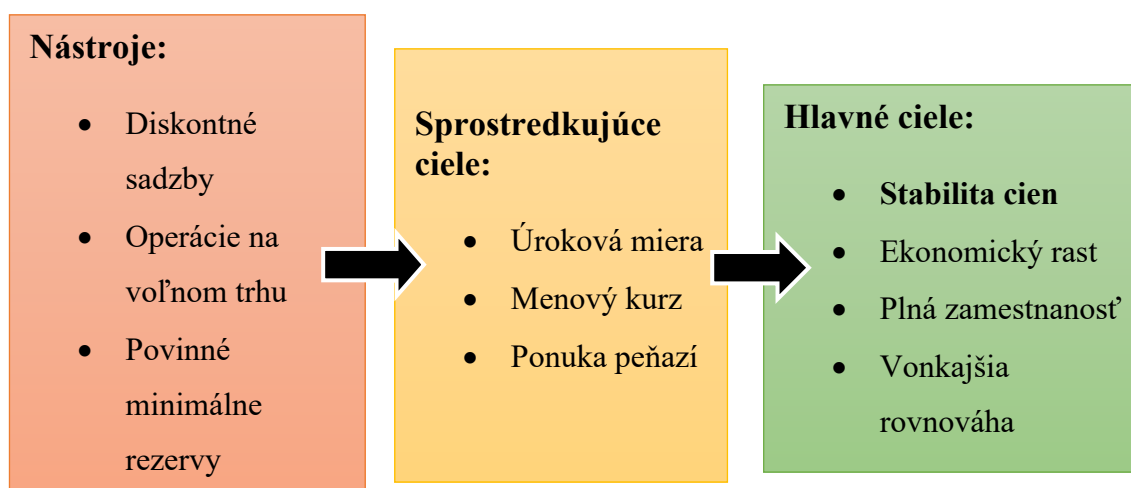 Nástroje:
• Diskontné
sadzby
• Operácie na
voľnom trhu
• Povinné
minimálne
rezervy
Sprostredkujúce
ciele:
• Úroková miera
• Menový kurz
• Ponuka peňazí
Hlavné ciele:
• Stabilita cien
• Ekonomický rast
• Plná zamestnanosť
• Vonkajšia
rovnováha